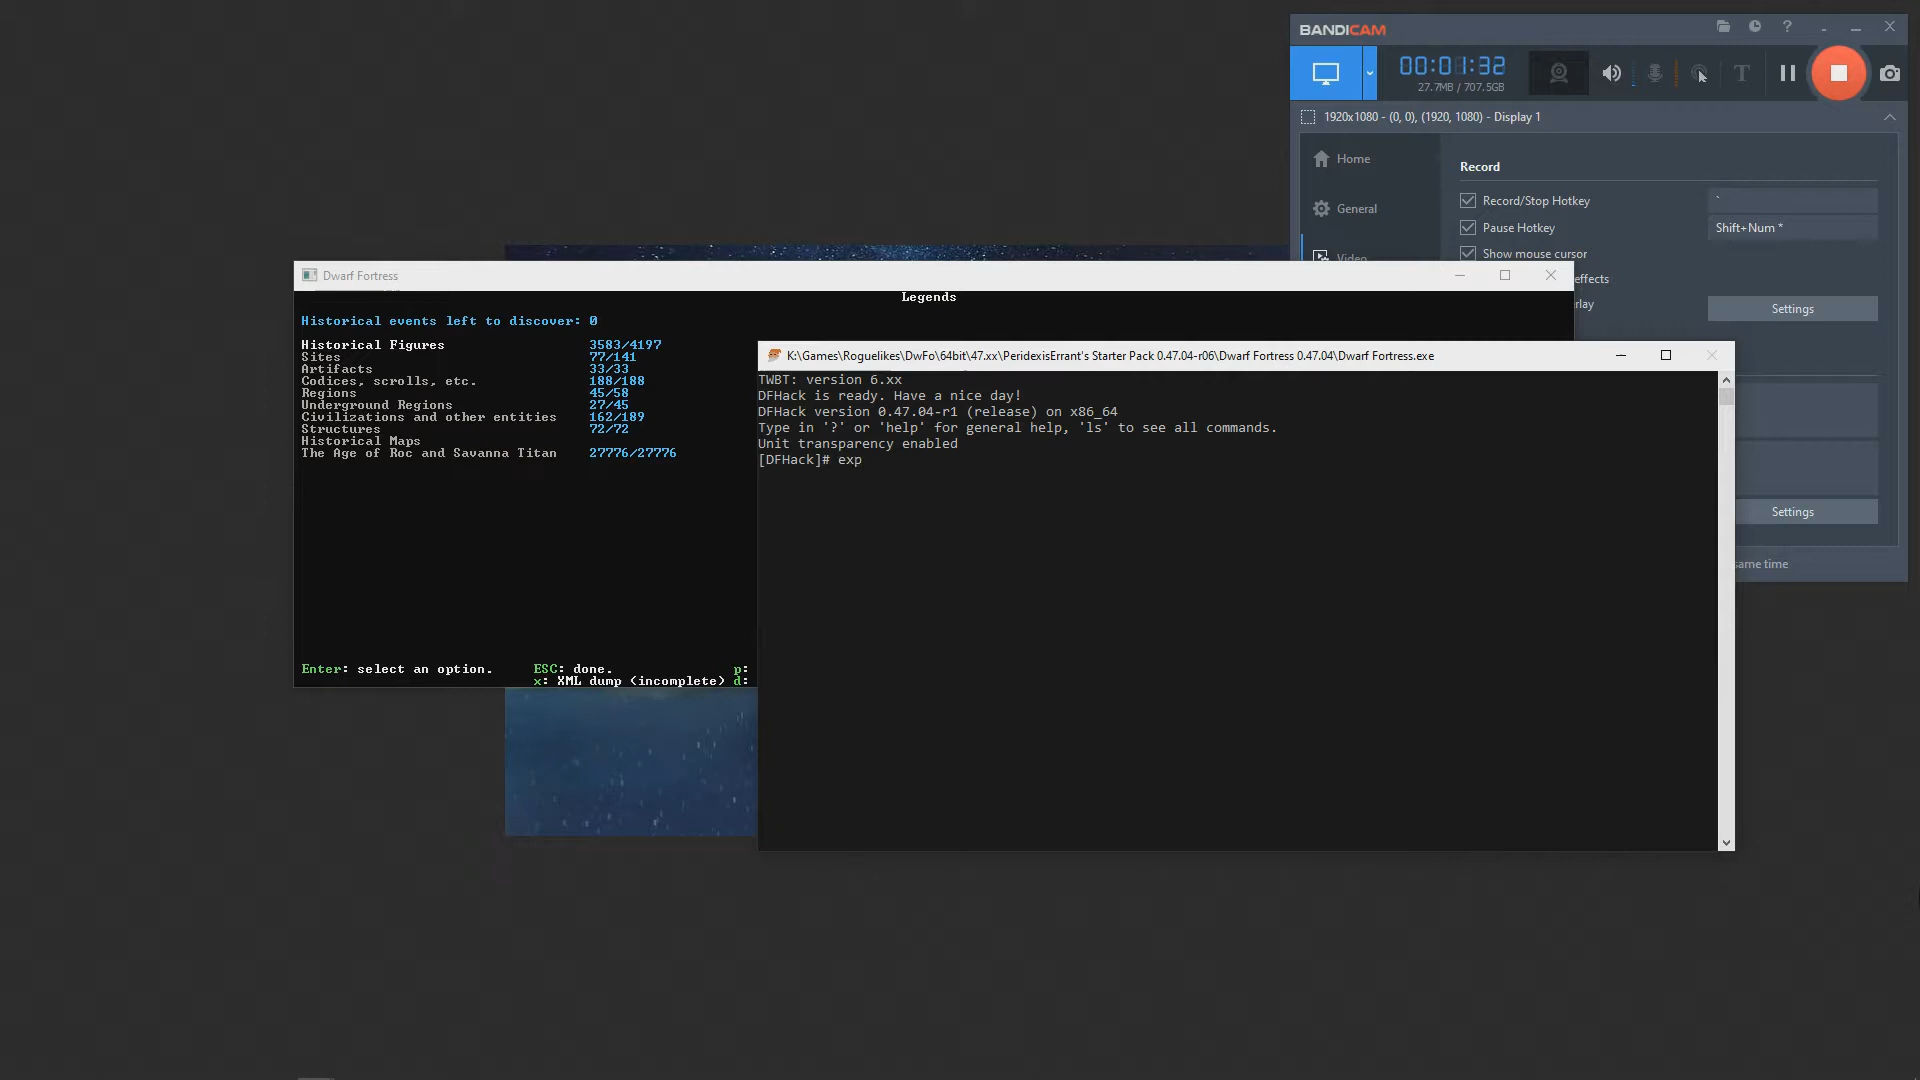 BANDICAM
00:01:32
27.7MB / 707.5GB
1920x1080 - (0, 0), (1920, 1080) - Display 1
Home
General
Video
Record
Record/Stop Hotkey
`
Pause Hotkey
Shift+Num *
Show mouse cursor
effects
rlay
Settings
Settings
same time
Dwarf Fortress
Legends
Historical events left to discover: 0
Historical Figures 3583/4197
Sites 77/141
Artifacts 33/33
Codices, scrolls, etc. 188/188
Regions 45/58
Underground Regions 27/45
Civilizations and other entities 162/189
Structures 72/72
Historical Maps
The Age of Roc and Savanna Titan 27776/27776
Enter: select an option. ESC: done. p:
x: XML dump (incomplete) d:
K:\Games\Roguelikes\DwFo\64bit\47.xx\PeridexisErrant's Starter Pack 0.47.04-r06\Dwarf Fortress 0.47.04\Dwarf Fortress.exe
TWBT: version 6.xx
DFHack is ready. Have a nice day!
DFHack version 0.47.04-r1 (release) on x86_64
Type in '?' or 'help' for general help, 'ls' to see all commands.
Unit transparency enabled
[DFHack]# exp